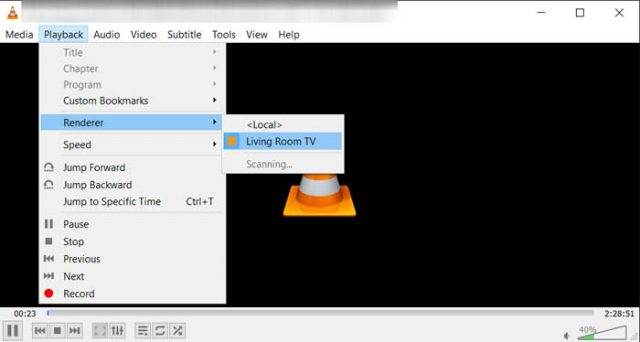 Media Playback Audio Video Subtitle Tools View Help
Title
Chapter
Program
Custom Bookmarks
Renderer
<Local>
Living Room TV
Scanning...
Speed
Jump Forward
Jump Backward
Jump to Specific Time Ctrl+T
Pause
Stop
Previous
Next
Record
00:23 2:28:51
40%